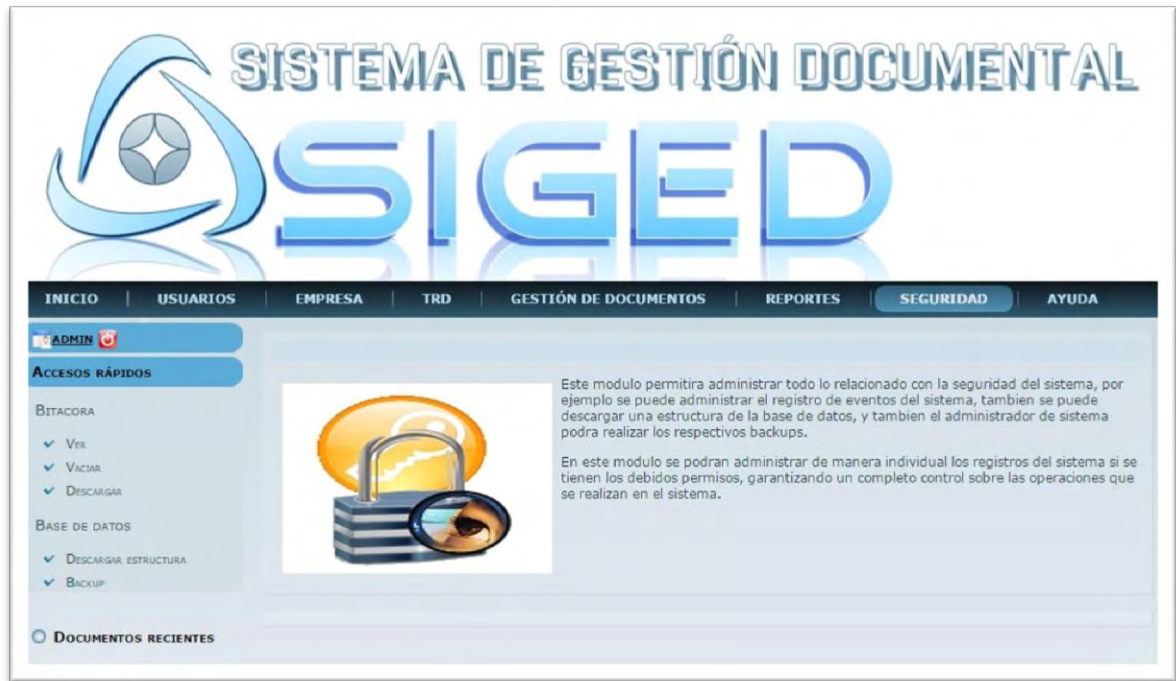 SISTEMA DE GESTIÓN DOCUMENTAL
SIGED
INICIO | USUARIOS | EMPRESA | TRD | GESTIÓN DE DOCUMENTOS | REPORTES | SEGURIDAD | AYUDA
ADMIN
ACCESOS RÁPIDOS
BITACORA
VER
VACIAR
DESCARGAR
BASE DE DATOS
DESCARGAR ESTRUCTURA
BACKUP
DOCUMENTOS RECIENTES
Este modulo permitira administrar todo lo relacionado con la seguridad del sistema, por
ejemplo se puede administrar el registro de eventos del sistema, tambien se puede
descargar una estructura de la base de datos, y tambien el administrador de sistema
podra realizar los respectivos backups.
En este modulo se podran administrar de manera individual los registros del sistema si se
tienen los debidos permisos, garantizando un completo control sobre las operaciones que
se realizan en el sistema.